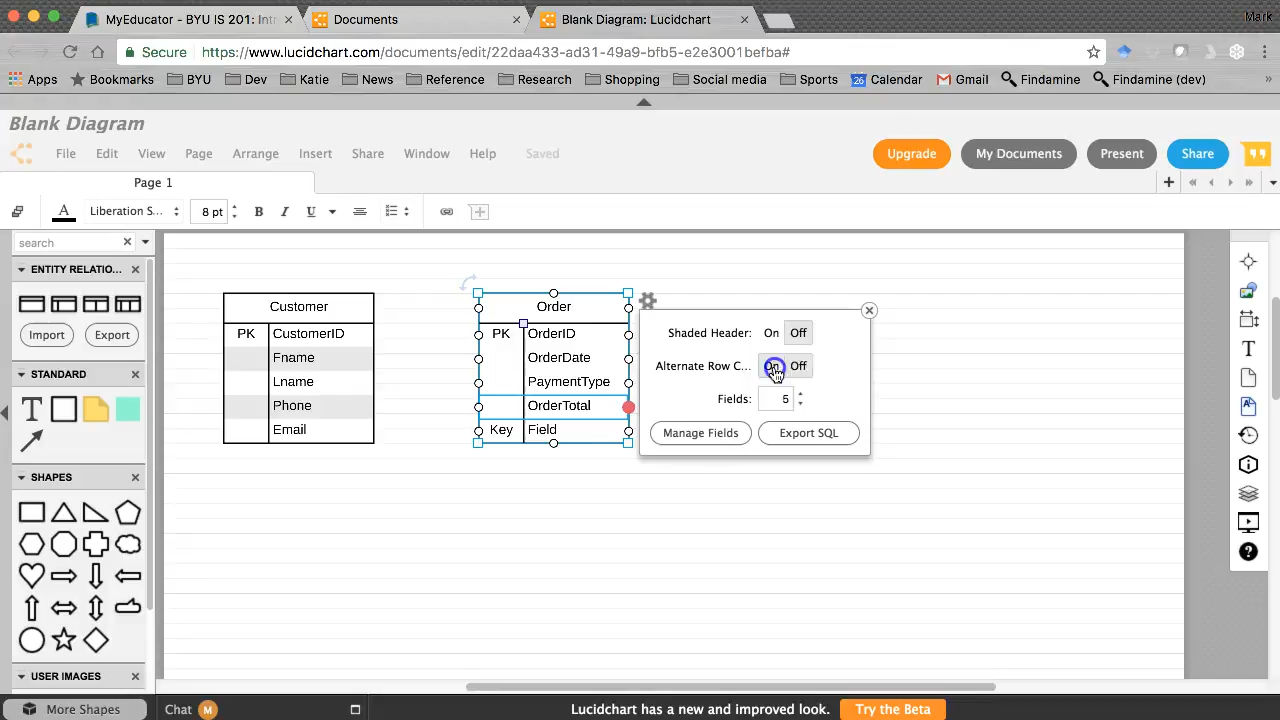 MyEducator - BYU IS 201: Intr
Documents
Blank Diagram: Lucidchart
Mark
Secure
https://www.lucidchart.com/documents/edit/22daa433-ad31-49a9-bfb5-e2e3001befba#
Apps
Bookmarks
BYU
Dev
Katie
News
Reference
Research
Shopping
Social media
Sports
26
Calendar
Gmail
Findamine
Findamine (dev)
»
Blank Diagram
File
Edit
View
Page
Arrange
Insert
Share
Window
Help
Saved
Upgrade
My Documents
Present
Share
Page 1
A
Liberation S...
8 pt
B
I
U
search
ENTITY RELATIO...
Import
Export
STANDARD
T
SHAPES
USER IMAGES
More Shapes
Customer
PK
CustomerID
Fname
Lname
Phone
Email
Order
PK
OrderID
OrderDate
PaymentType
OrderTotal
Key
Field
Shaded Header:
On
Off
Alternate Row C...
On
Off
Fields:
5
Manage Fields
Export SQL
T
A
?
Chat
M
Lucidchart has a new and improved look.
Try the Beta